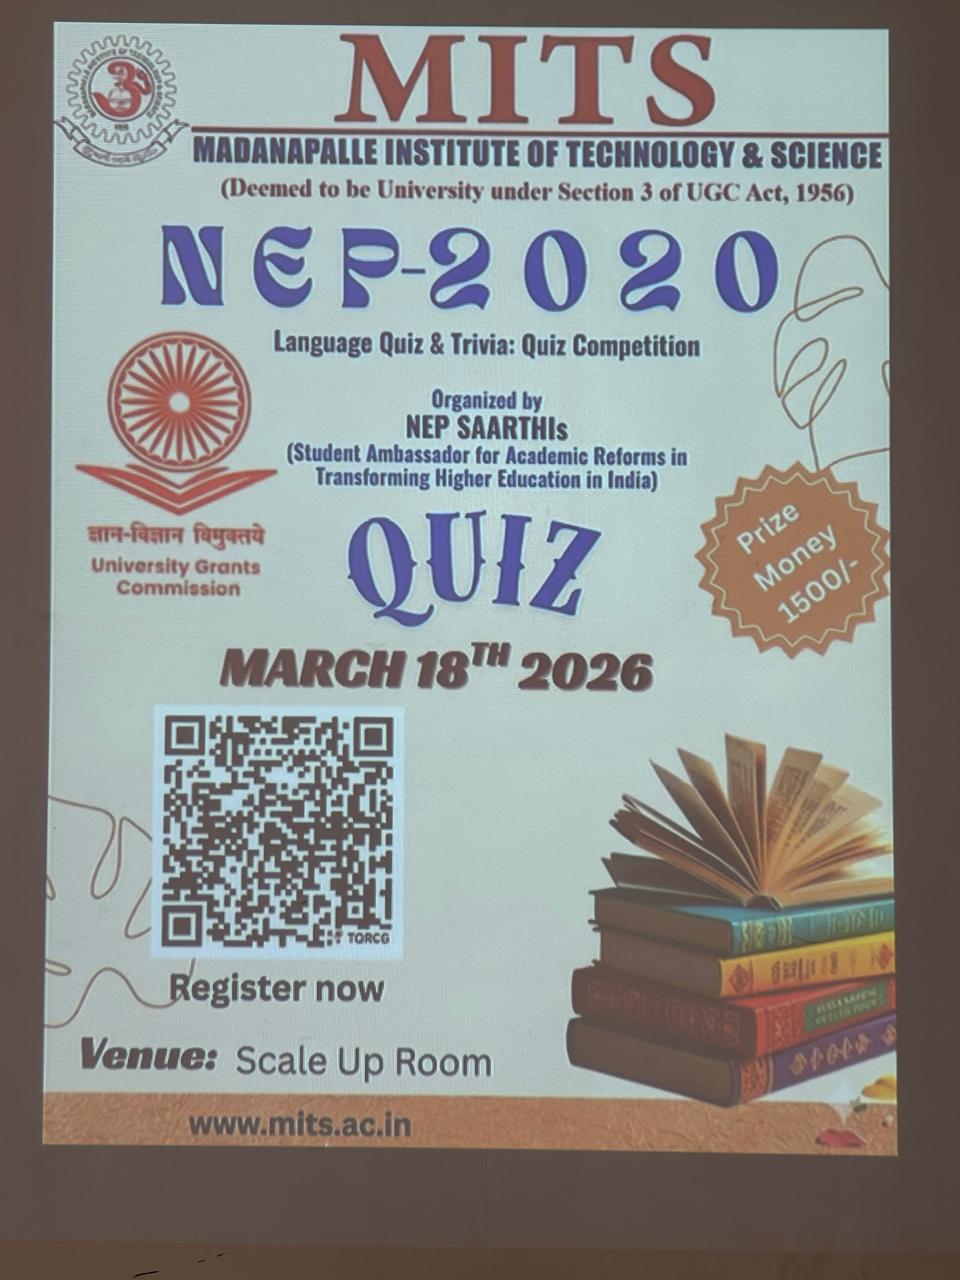 MITS
MADANAPALLE INSTITUTE OF TECHNOLOGY & SCIENCE
(Deemed to be University under Section 3 of UGC Act, 1956)
NEP-2020
Language Quiz & Trivia: Quiz Competition
Organized by
NEP SAARTHIs
(Student Ambassador for Academic Reforms in
Transforming Higher Education in India)
ज्ञान-विज्ञान विमुक्तये
University Grants
Commission
QUIZ
Prize
Money
1500/-
MARCH 18TH 2026
TQRCG
Register now
Venue: Scale Up Room
www.mits.ac.in